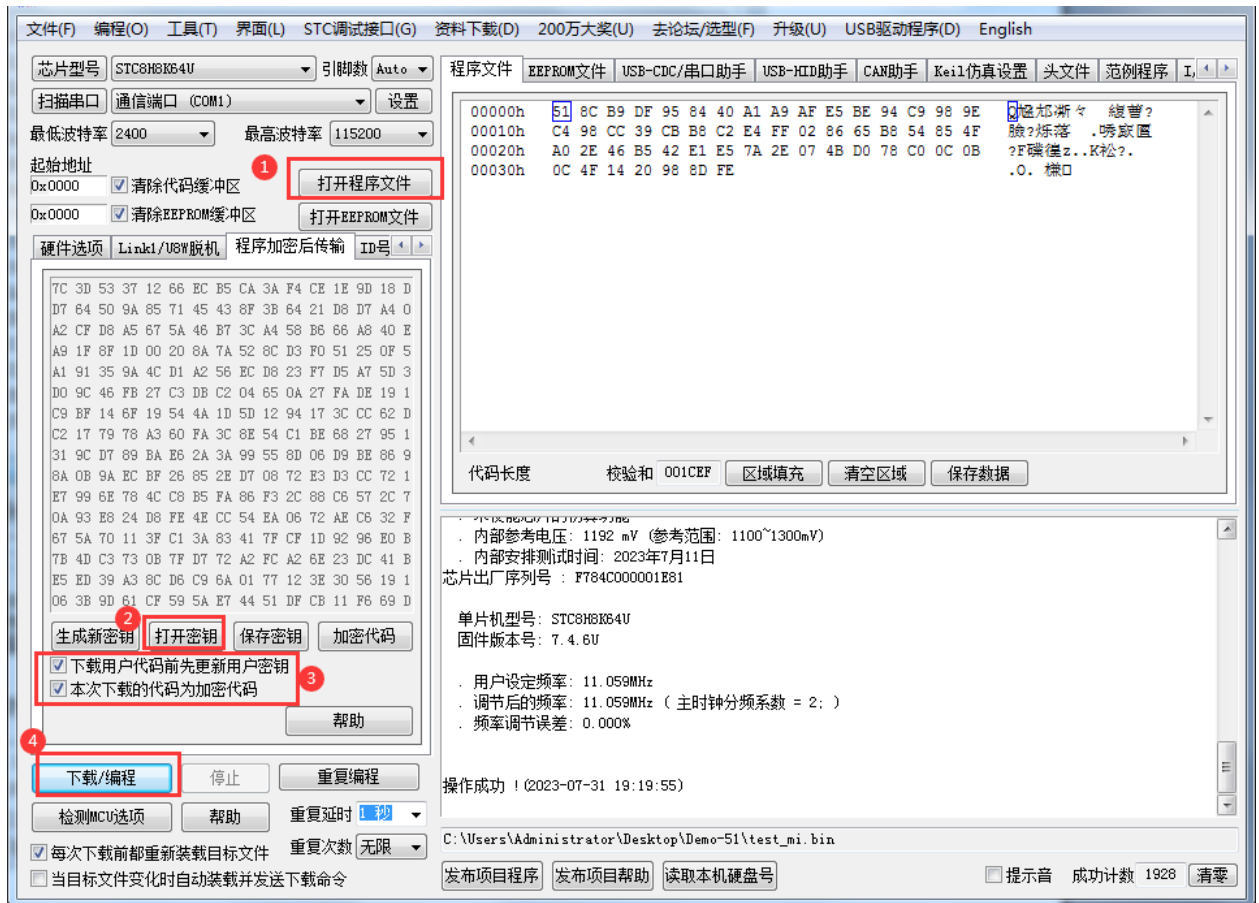 文件(F) 编程(O) 工具(T) 界面(L) STC调试接口(G) 资料下载(D) 200万大奖(U) 去论坛/选型(F) 升级(U) USB驱动程序(D) English
芯片型号 STC8H8K64U 引脚数 Auto
扫描串口 通信端口 (COM1) 设置
最低波特率 2400 最高波特率 115200
起始地址
1
0x0000 清除代码缓冲区 打开程序文件
0x0000 清除EEPROM缓冲区 打开EEPROM文件
硬件选项 Link1/U8W脱机 程序加密后传输 ID号
7C 3D 53 37 12 66 EC B5 CA 3A F4 CE 1E 9D 18 D
D7 64 50 9A 85 71 45 43 8F 3B 64 21 D8 D7 A4 0
A2 CF D8 A5 67 5A 46 B7 3C A4 58 B6 66 A8 40 E
A9 1F 8F 1D 00 20 8A 7A 52 8C D3 F0 51 25 0F 5
A1 91 35 9A 4C D1 A2 56 EC D8 23 F7 D5 A7 5D 3
D0 9C 46 FB 27 C3 DB C2 04 65 0A 27 FA DE 19 1
C9 BF 14 6F 19 54 4A 1D 5D 12 94 17 3C CC 62 D
C2 17 79 78 A3 60 FA 3C 8E 54 C1 BE 68 27 95 1
31 9C D7 89 BA E6 2A 3A 99 55 8D 06 D9 BE 86 9
8A 0B 9A EC BF 26 85 2E D7 08 72 E3 D3 CC 72 1
E7 99 6E 78 4C C8 B5 FA 86 F3 2C 88 C6 57 2C 7
0A 93 E8 24 D8 FE 4E CC 54 EA 06 72 AE C6 32 F
67 5A 70 11 3F C1 3A 83 41 7F CF 1D 92 96 E0 B
7B 4D C3 73 0B 7F D7 72 A2 FC A2 6E 23 DC 41 B
E5 ED 39 A3 8C D6 C9 6A 01 77 12 3E 30 56 19 1
06 3B 9D 61 CF 59 5A E7 44 51 DF CB 11 F6 69 D
2
生成新密钥 打开密钥 保存密钥 加密代码
下载用户代码前先更新用户密钥
本次下载的代码为加密代码
3
帮助
4
下载/编程 停止 重复编程
检测MCU选项 帮助 重复延时 1 秒
每次下载前都重新装载目标文件 重复次数 无限
当目标文件变化时自动装载并发送下载命令
程序文件 EEPROM文件 USB-CDC/串口助手 USB-HID助手 CAN助手 Keil仿真设置 头文件 范例程序 I
00000h 51 8C B9 DF 95 84 40 A1 A9 AF E5 BE 94 C9 98 9E
00010h C4 98 CC 39 CB B8 C2 E4 FF 02 86 65 B8 54 85 4F
00020h A0 2E 46 B5 42 E1 E5 7A 2E 07 4B D0 78 C0 0C 0B
00030h 0C 4F 14 20 98 8D FE
代码长度 校验和 001CEF 区域填充 清空区域 保存数据
. 内部参考电压: 1192 mV (参考范围: 1100~1300mV)
. 内部安排测试时间: 2023年7月11日
芯片出厂序列号 : F784C000001E81
单片机型号: STC8H8K64U
固件版本号: 7.4.6U
. 用户设定频率: 11.059MHz
. 调节后的频率: 11.059MHz ( 主时钟分频系数 = 2; )
. 频率调节误差: 0.000%
操作成功 !(2023-07-31 19:19:55)
C:\Users\Administrator\Desktop\Demo-51\test_mi.bin
发布项目程序 发布项目帮助 读取本机硬盘号 提示音 成功计数 1928 清零